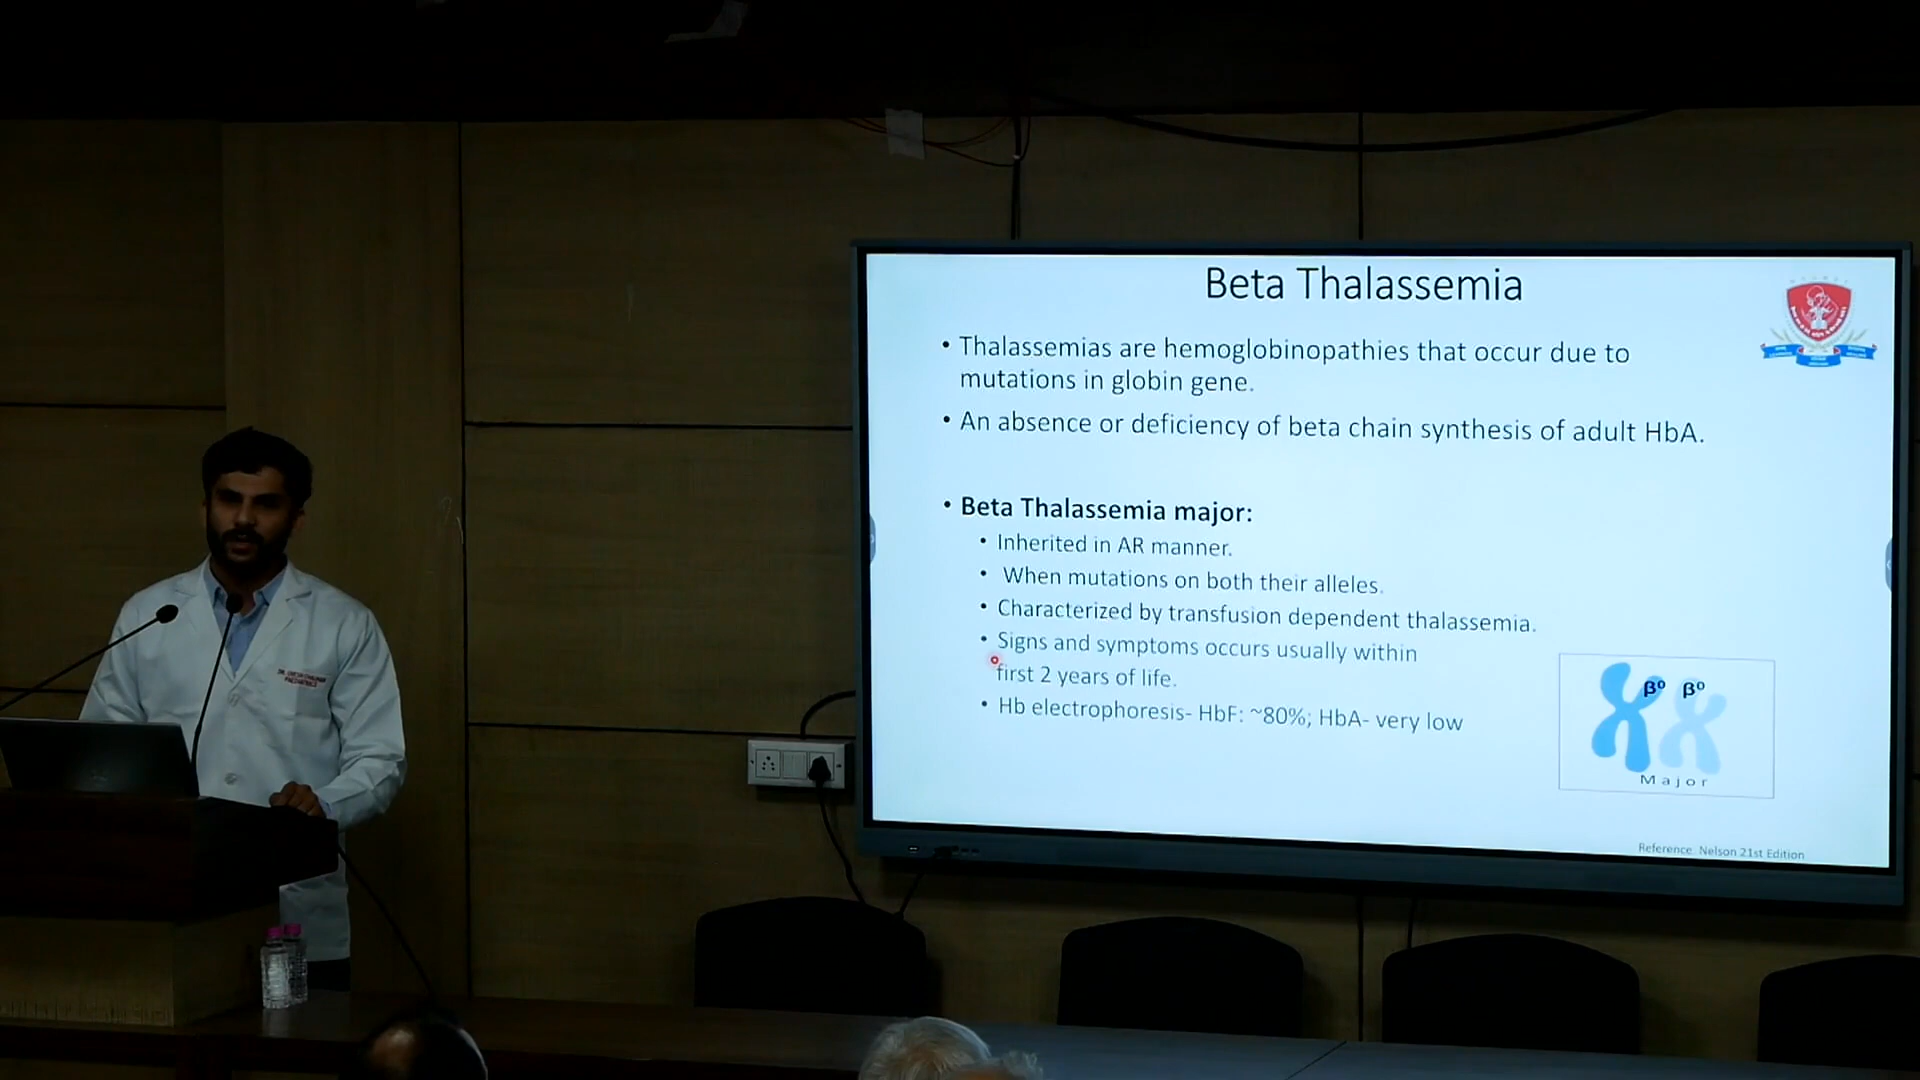 Beta Thalassemia
• Thalassemias are hemoglobinopathies that occur due to
mutations in globin gene.
• An absence or deficiency of beta chain synthesis of adult HbA.
• Beta Thalassemia major:
• Inherited in AR manner.
• When mutations on both their alleles.
• Characterized by transfusion dependent thalassemia.
• Signs and symptoms occurs usually within
first 2 years of life.
• Hb electrophoresis- HbF: ~80%; HbA- very low
β⁰ β⁰
Major
Reference: Nelson 21st Edition
DR.
PAEDIATRICS